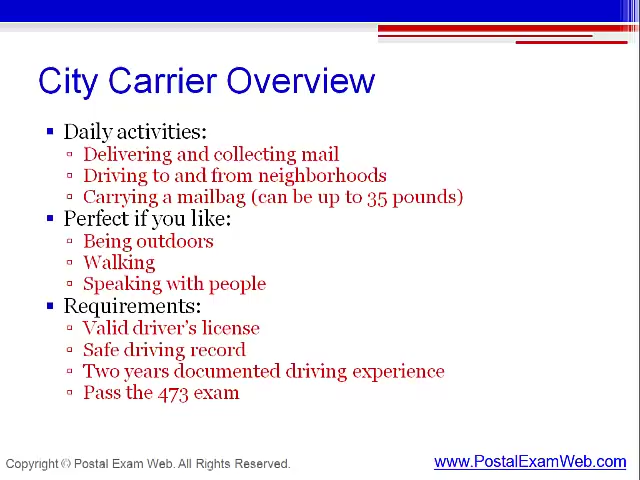 City Carrier Overview
▪ Daily activities:
▫ Delivering and collecting mail
▫ Driving to and from neighborhoods
▫ Carrying a mailbag (can be up to 35 pounds)
▪ Perfect if you like:
▫ Being outdoors
▫ Walking
▫ Speaking with people
▪ Requirements:
▫ Valid driver's license
▫ Safe driving record
▫ Two years documented driving experience
▫ Pass the 473 exam
Copyright © Postal Exam Web. All Rights Reserved.
www.PostalExamWeb.com